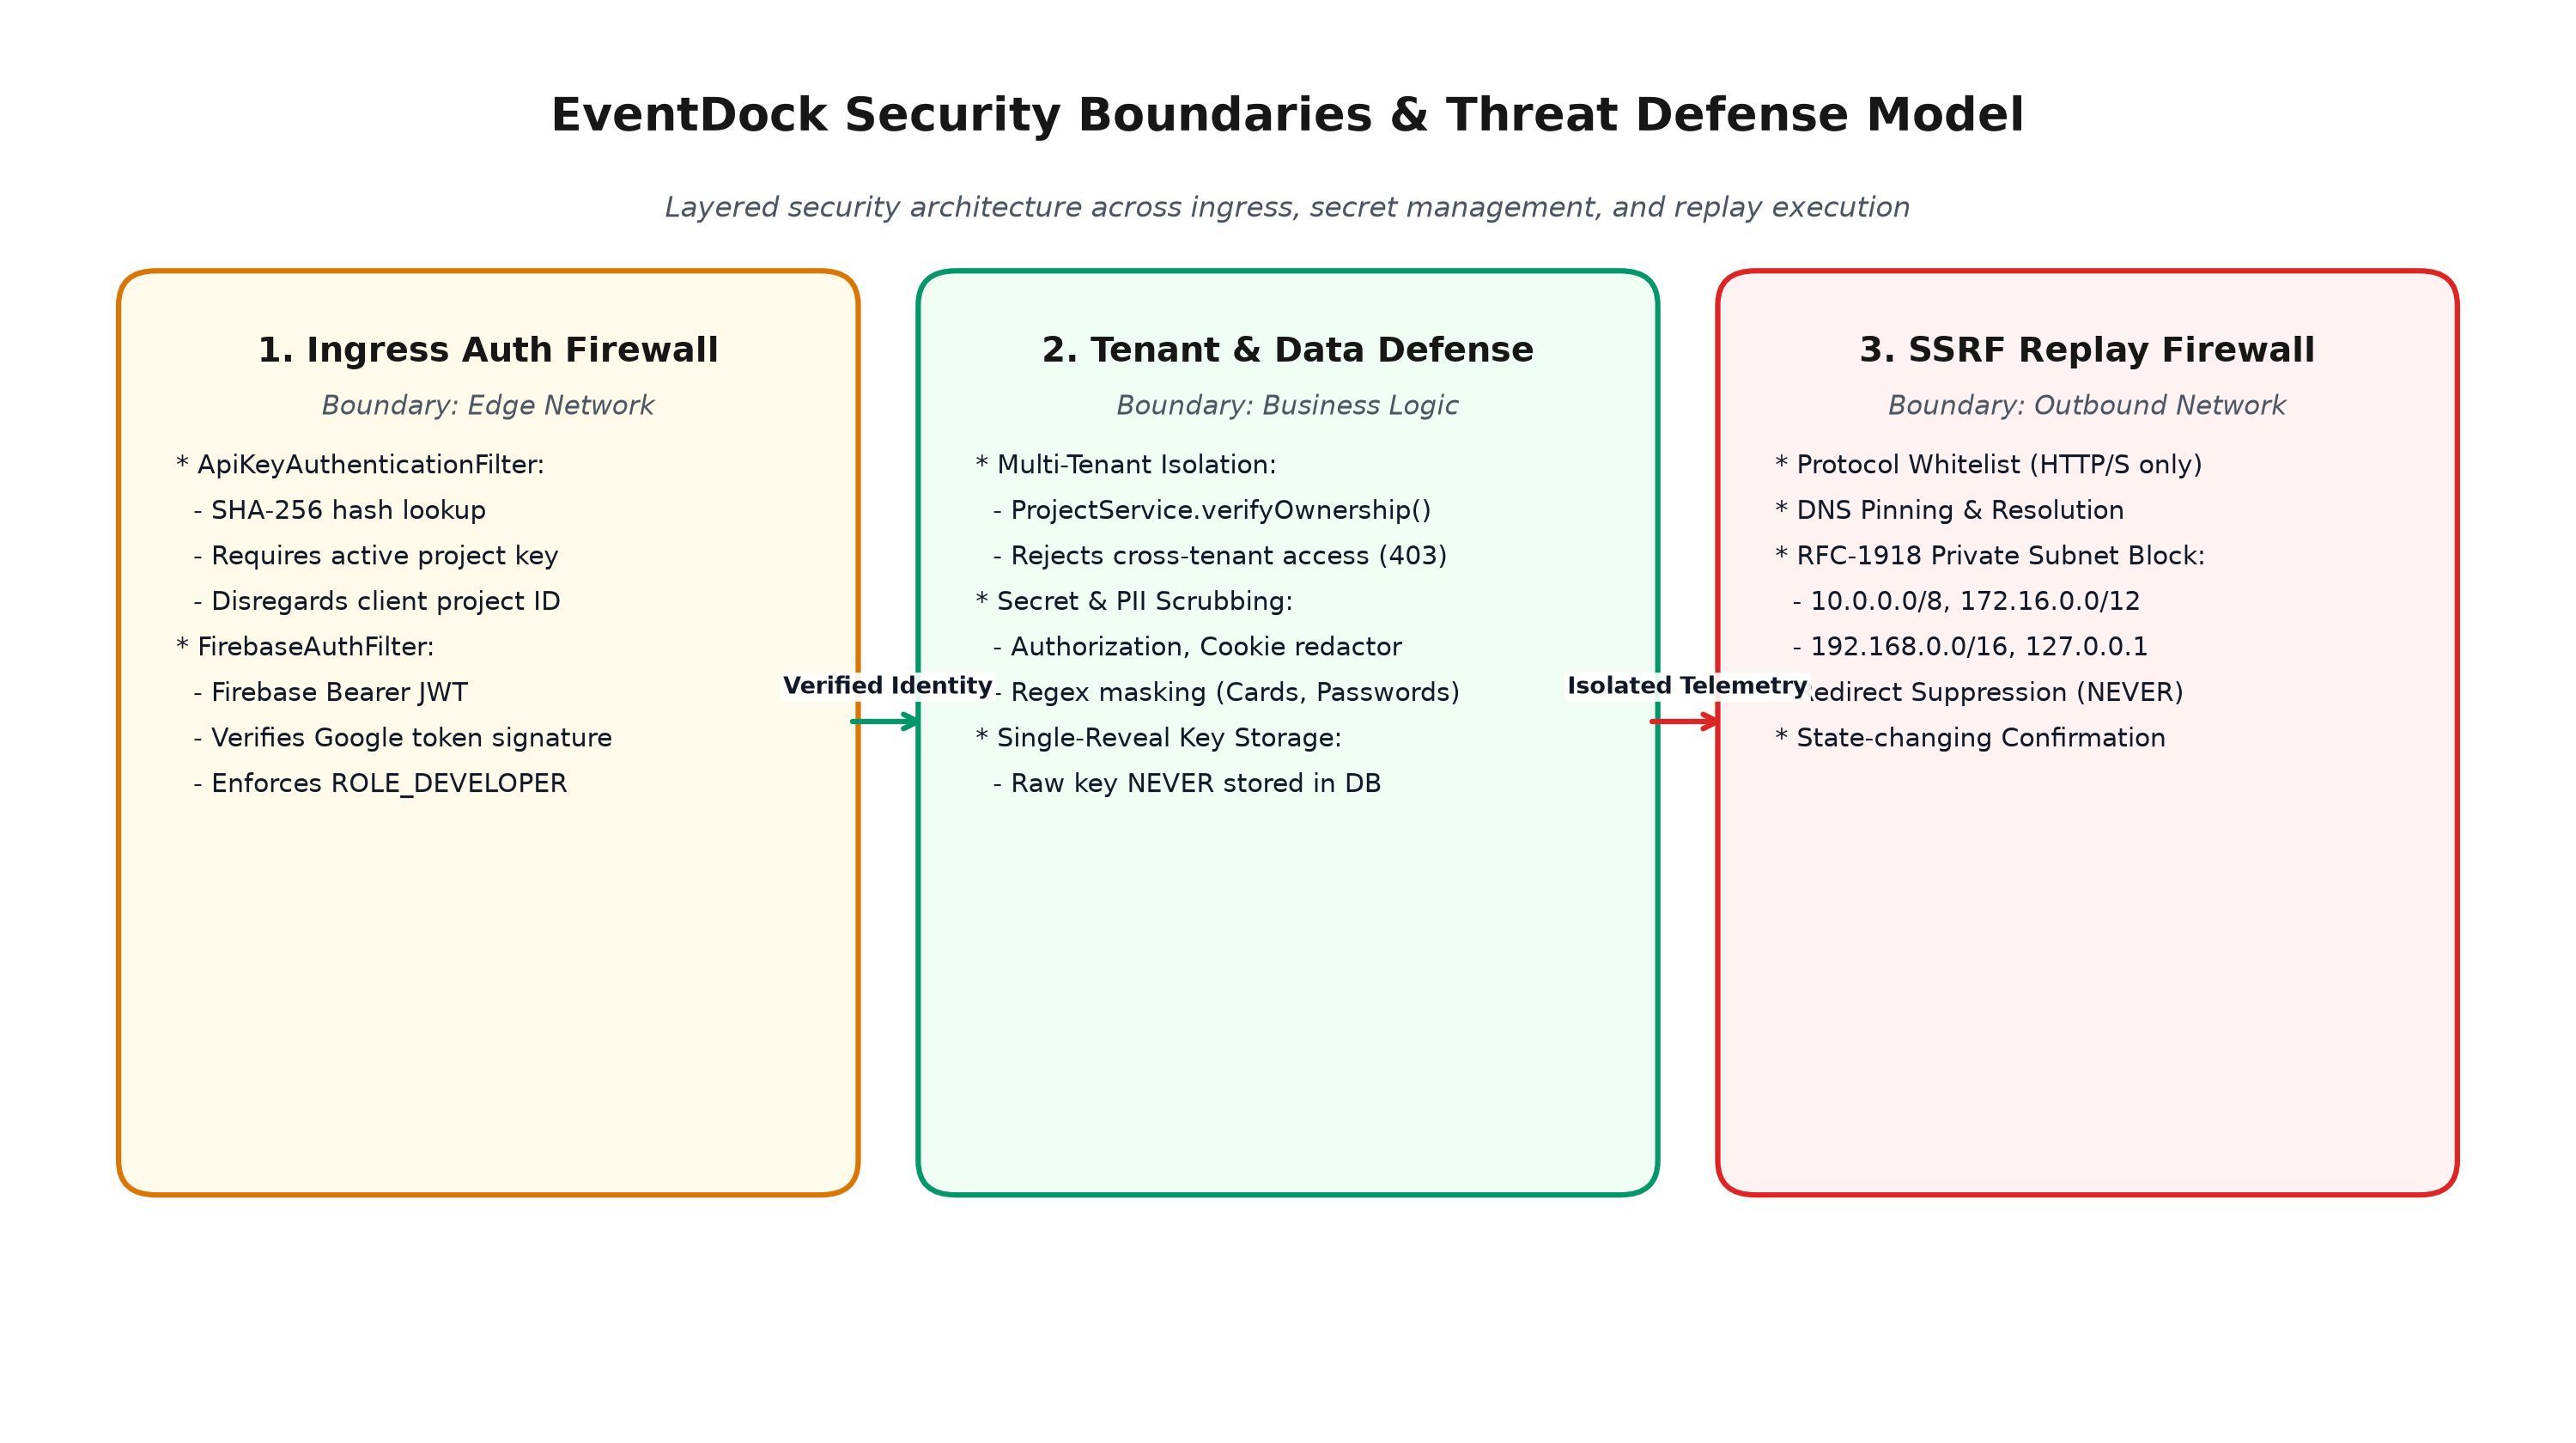 EventDock Security Boundaries & Threat Defense Model
Layered security architecture across ingress, secret management, and replay execution
1. Ingress Auth Firewall
Boundary: Edge Network
* ApiKeyAuthenticationFilter:
- SHA-256 hash lookup
- Requires active project key
- Disregards client project ID
* FirebaseAuthFilter:
- Firebase Bearer JWT
- Verifies Google token signature
- Enforces ROLE_DEVELOPER
Verified Identity
2. Tenant & Data Defense
Boundary: Business Logic
* Multi-Tenant Isolation:
- ProjectService.verifyOwnership()
- Rejects cross-tenant access (403)
* Secret & PII Scrubbing:
- Authorization, Cookie redactor
- Regex masking (Cards, Passwords)
* Single-Reveal Key Storage:
- Raw key NEVER stored in DB
Isolated Telemetry
3. SSRF Replay Firewall
Boundary: Outbound Network
* Protocol Whitelist (HTTP/S only)
* DNS Pinning & Resolution
* RFC-1918 Private Subnet Block:
- 10.0.0.0/8, 172.16.0.0/12
- 192.168.0.0/16, 127.0.0.1
Redirect Suppression (NEVER)
* State-changing Confirmation